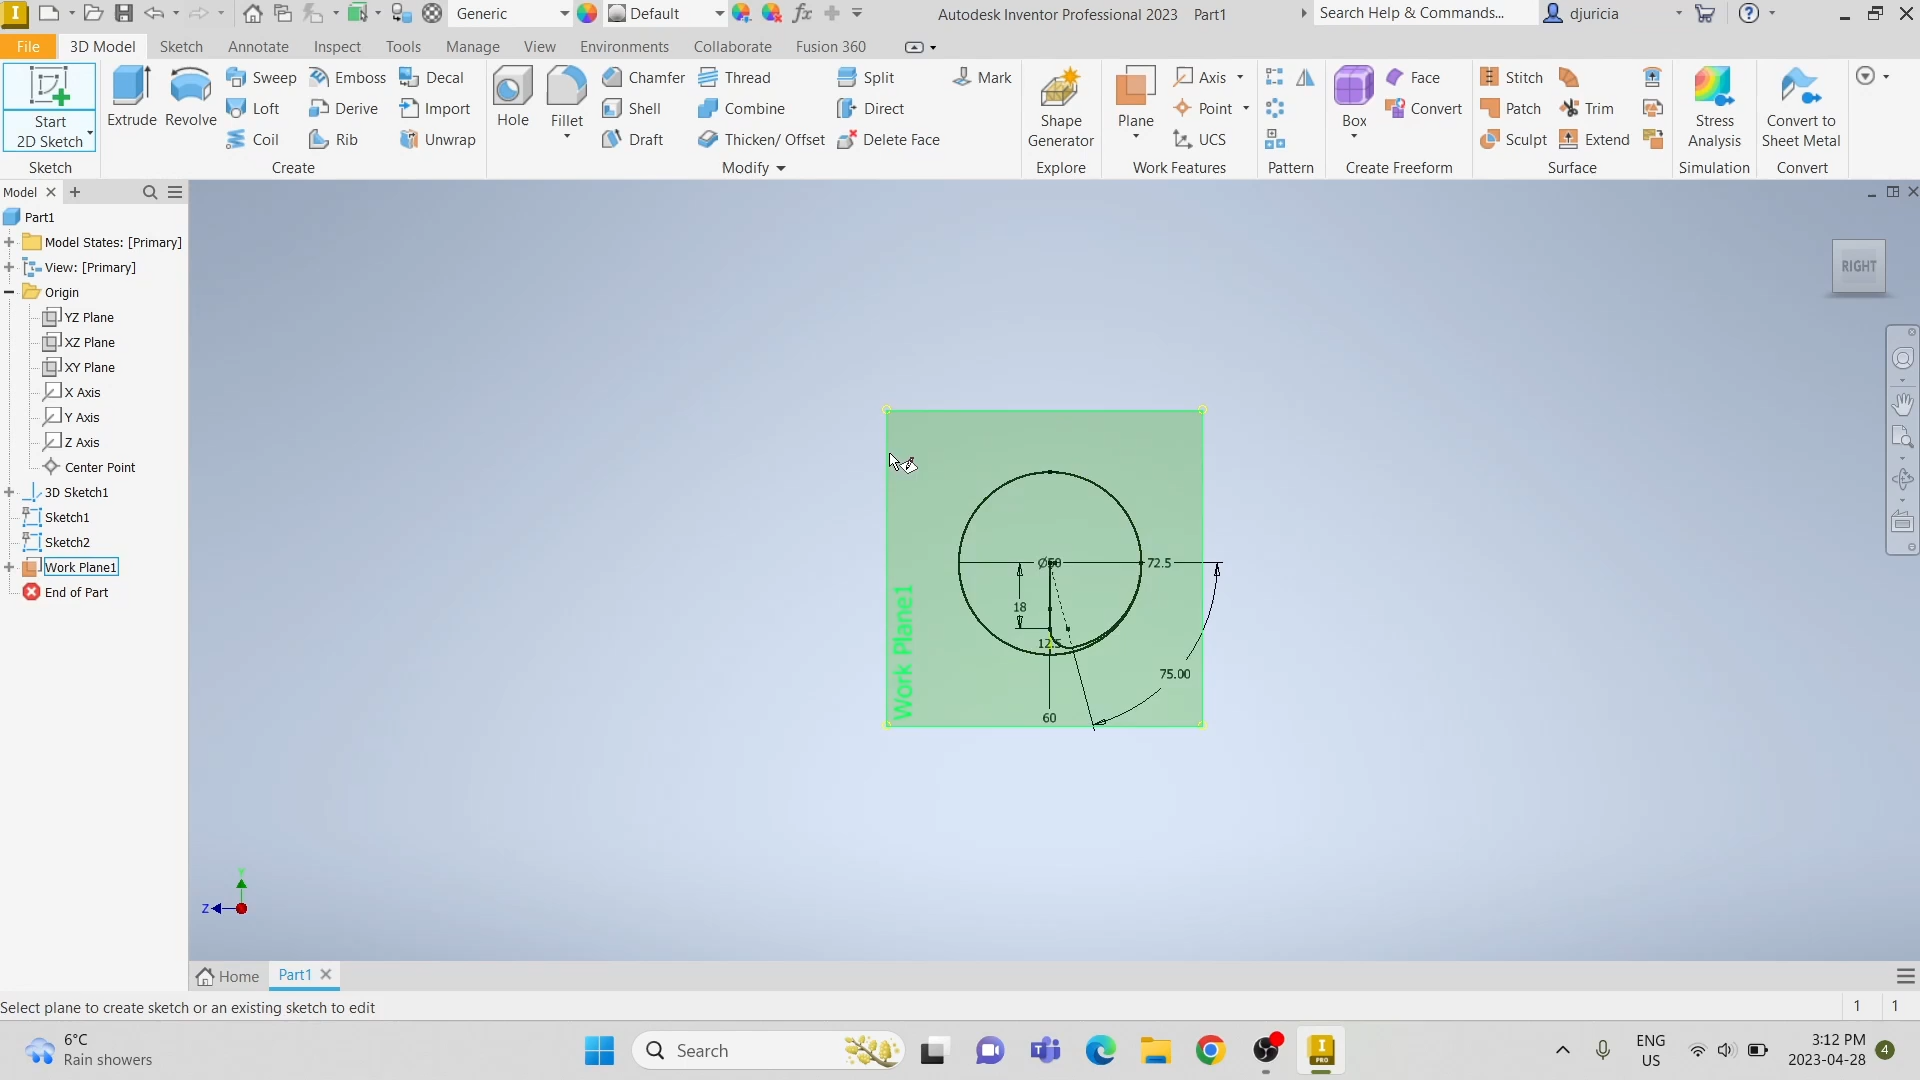 Generic
Default
Autodesk Inventor Professional 2023 Part1
Search Help & Commands...
djuricia
File
3D Model
Sketch
Annotate
Inspect
Tools
Manage
View
Environments
Collaborate
Fusion 360
Start
2D Sketch
Sketch
Extrude
Revolve
Sweep
Emboss
Decal
Loft
Derive
Import
Coil
Rib
Unwrap
Create
Hole
Fillet
Chamfer
Thread
Split
Mark
Shell
Combine
Direct
Draft
Thicken/ Offset
Delete Face
Modify
Shape
Generator
Explore
Plane
Axis
Point
UCS
Work Features
Pattern
Box
Face
Convert
Create Freeform
Stitch
Patch
Trim
Sculpt
Extend
Surface
Stress
Analysis
Simulation
Convert to
Sheet Metal
Convert
Model
Part1
Model States: [Primary]
View: [Primary]
Origin
YZ Plane
XZ Plane
XY Plane
X Axis
Y Axis
Z Axis
Center Point
3D Sketch1
Sketch1
Sketch2
Work Plane1
End of Part
RIGHT
72.5
18
12.5
75.00
60
Work Plane1
Y
Z
Home
Part1
Select plane to create sketch or an existing sketch to edit
1
1
6°C
Rain showers
Search
ENG
US
3:12 PM
2023-04-28
4